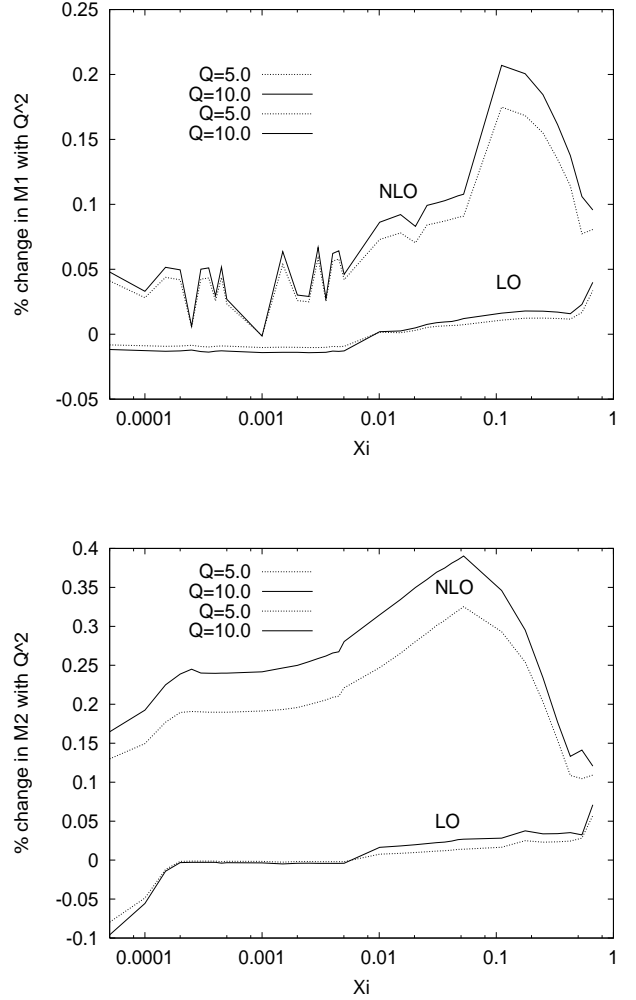 % change in M1 with Q^2
0.25
0.2
0.15
0.1
0.05
0
-0.05
Q=5.0
Q=10.0
Q=5.0
Q=10.0
NLO
LO
0.0001
0.001
0.01
0.1
1
Xi
% change in M2 with Q^2
0.4
0.35
0.3
0.25
0.2
0.15
0.1
0.05
0
-0.05
-0.1
Q=5.0
Q=10.0
Q=5.0
Q=10.0
NLO
LO
0.0001
0.001
0.01
0.1
1
Xi